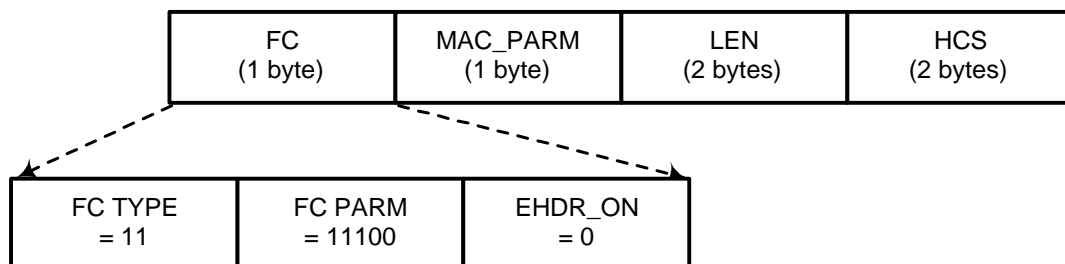 FC
(1 byte)
MAC_PARM
(1 byte)
LEN
(2 bytes)
HCS
(2 bytes)
FC TYPE
= 11
FC PARM
= 11100
EHDR_ON
= 0